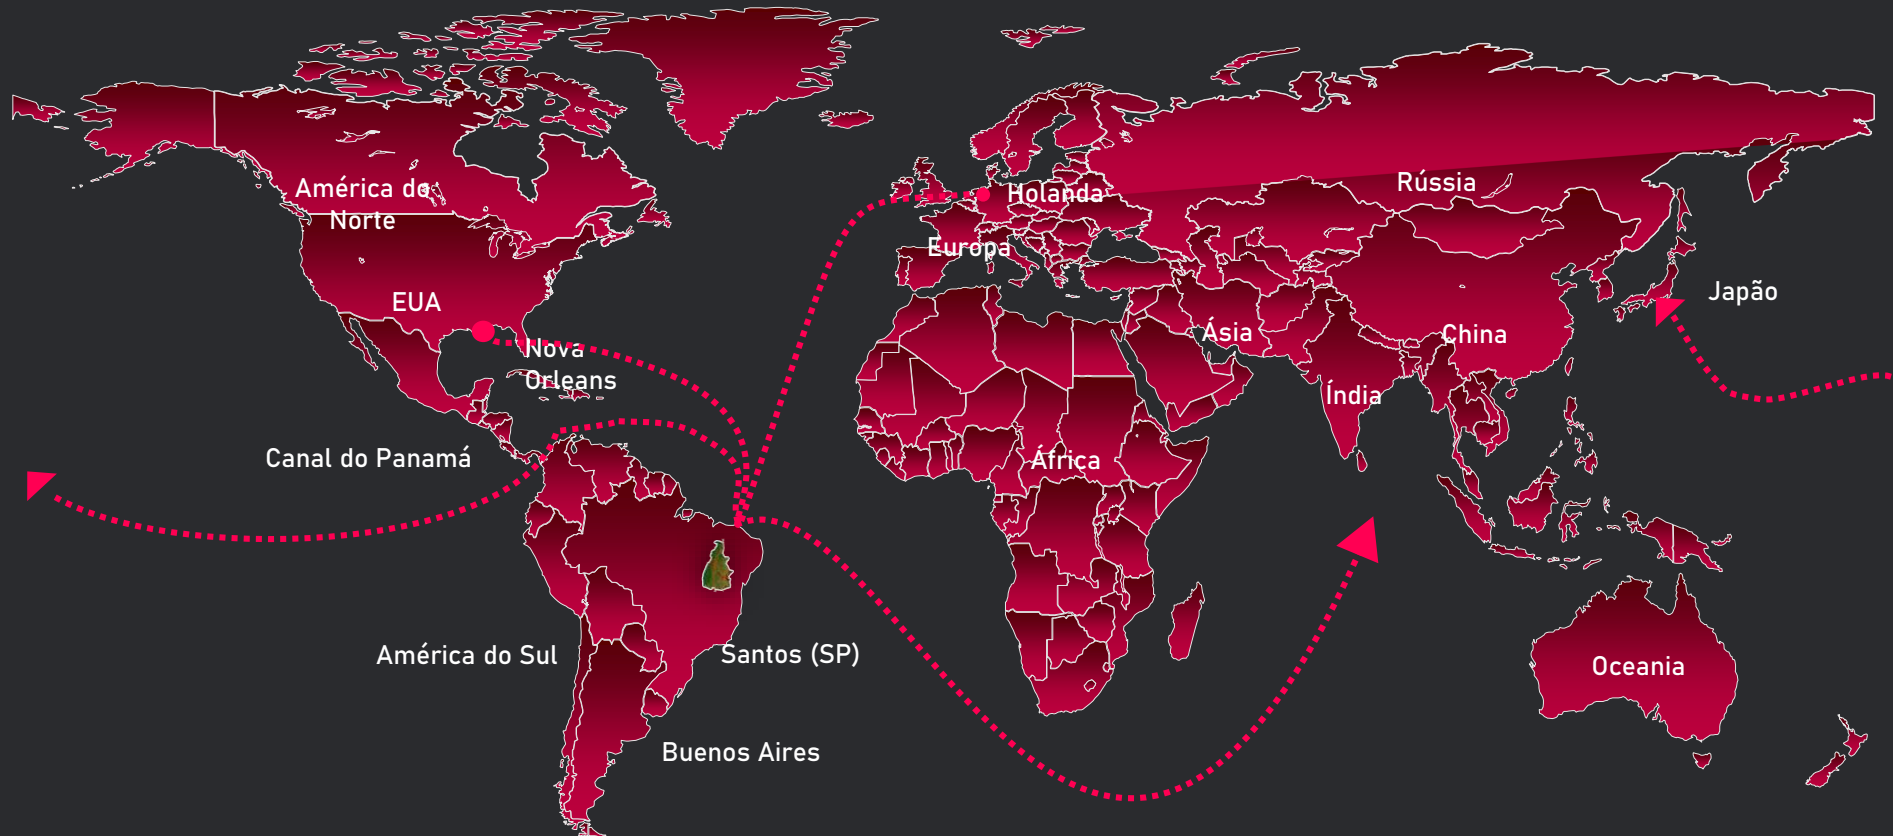 América do
Norte
Holanda
Rússia
Europa
EUA
Japão
Nova
Orleans
Ásia
China
Índia
Canal do Panamá
África
América do Sul
Santos (SP)
Oceania
Buenos Aires